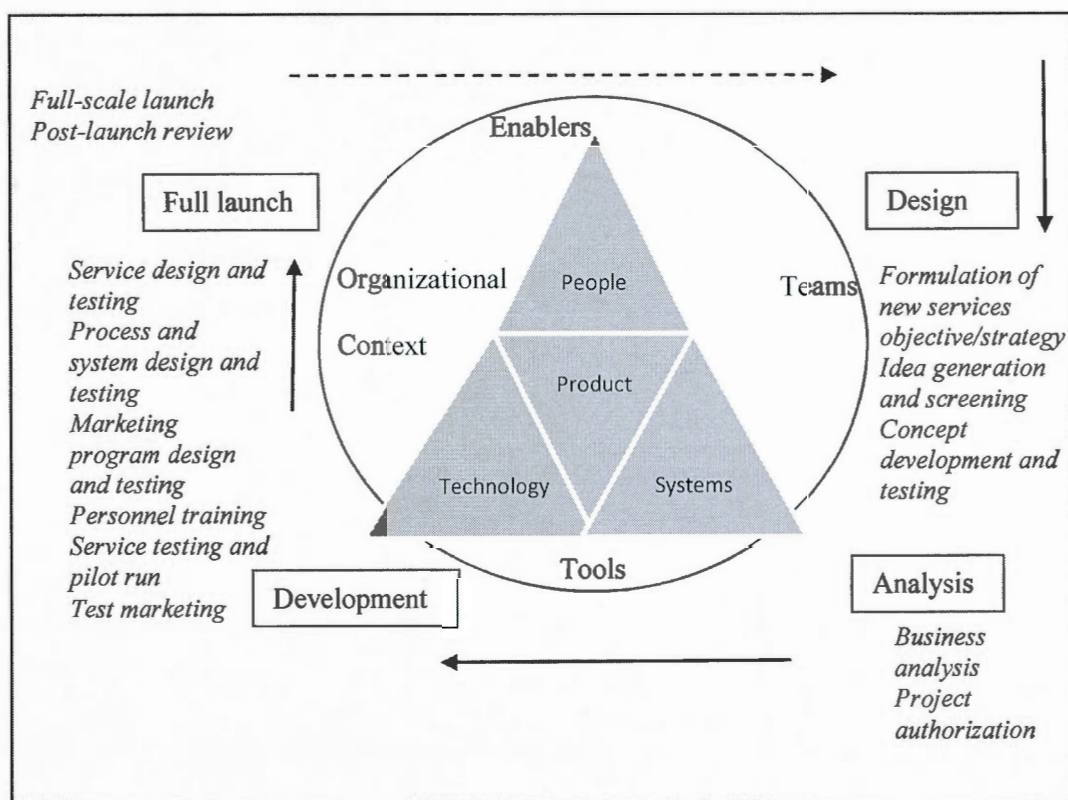 Full-scale launch
Post-launch review
Enablers
Full launch
Design
Service design and
testing
Process and
system design and
testing
Marketing
program design
and testing
Personnel training
Service testing and
pilot run
Test marketing
Organizational
Context
People
Teams
Product
Technology
Systems
Formulation of
new services
objective/strategy
Idea generation
and screening
Concept
development and
testing
Tools
Development
Analysis
Business
analysis
Project
authorization